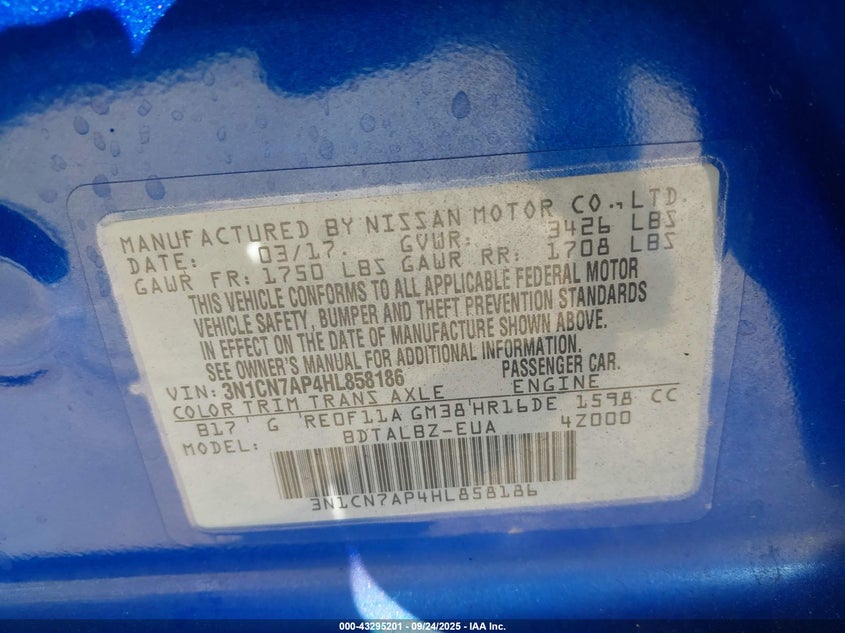 MANUFACTURED BY NISSAN MOTOR CO., LTD.
DATE: 03/17. GVWR: 3426 LBS
GAWR FR: 1750 LBS GAWR RR: 1708 LBS
THIS VEHICLE CONFORMS TO ALL APPLICABLE FEDERAL MOTOR
VEHICLE SAFETY, BUMPER AND THEFT PREVENTION STANDARDS
IN EFFECT ON THE DATE OF MANUFACTURE SHOWN ABOVE.
SEE OWNER'S MANUAL FOR ADDITIONAL INFORMATION.
VIN: 3N1CN7AP4HL858186 PASSENGER CAR.
COLOR TRIM TRANS AXLE ENGINE
B17 G RE0F11A GM38 HR16DE 1598 CC
MODEL: BDTALBZ-EUA 4Z000
3N1CN7AP4HL858186
000-43295201 - 09/24/2025 - IAA Inc.